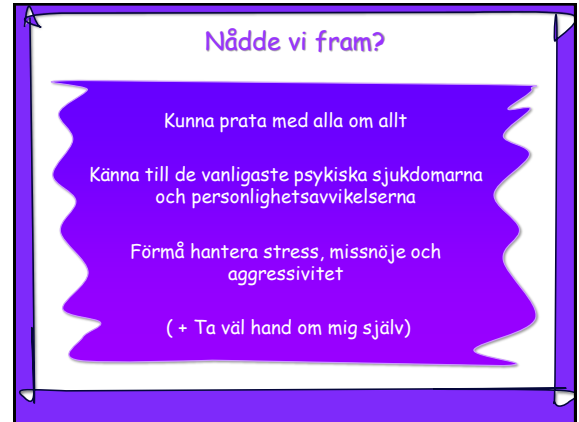 Nådde vi fram?
Kunna prata med alla om allt
Känna till de vanligaste psykiska sjukdomarna
och personlighetsavvikelserna
Förmå hantera stress, missnöje och
aggressivitet
( + Ta väl hand om mig själv)